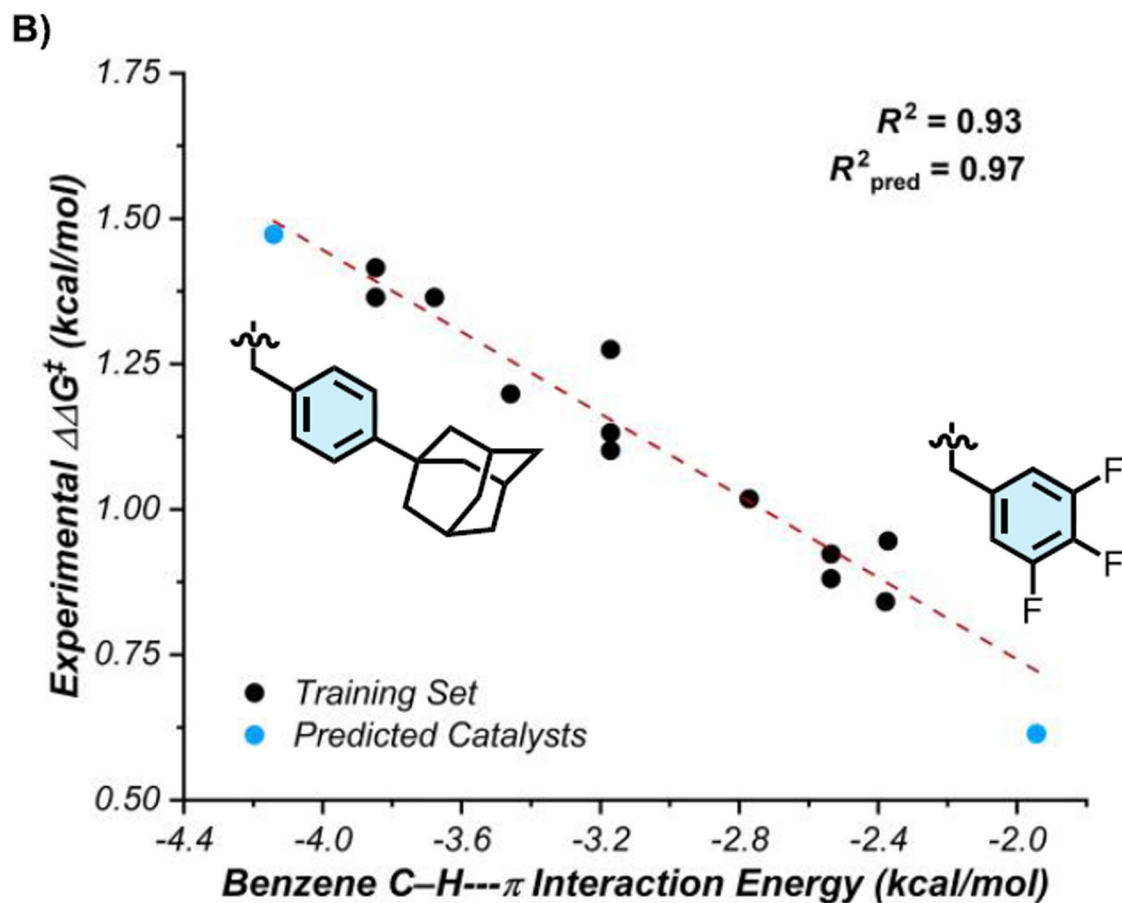 B)
1.75
1.50
1.25
1.00
0.75
0.50
Experimental ΔΔG‡ (kcal/mol)
R² = 0.93
R²pred = 0.97
F
F
F
Training Set
Predicted Catalysts
-4.4 -4.0 -3.6 -3.2 -2.8 -2.4 -2.0
Benzene C–H---π Interaction Energy (kcal/mol)